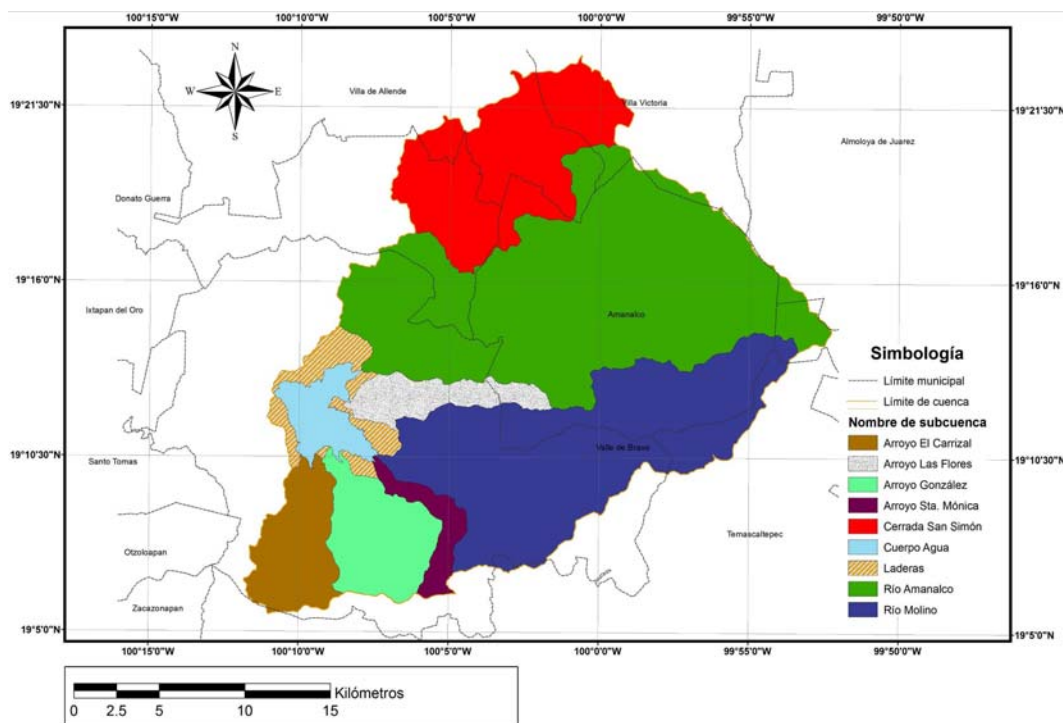 100°15'0"W 100°10'0"W 100°5'0"W 100°0'0"W 99°55'0"W 99°50'0"W
N
W E
S
19°21'30"N
19°21'30"N
Villa de Allende
Villa Victoria
Almoloya de Juarez
Donato Guerra
19°16'0"N
19°16'0"N
Ixtapan del Oro
Amanalco
Simbología
Límite municipal
Límite de cuenca
Nombre de subcuenca
Arroyo El Carrizal
Arroyo Las Flores
Arroyo González
Arroyo Sta. Mónica
Cerrada San Simón
Cuerpo Agua
Laderas
Río Amanalco
Río Molino
19°10'30"N
19°10'30"N
Santo Tomas
Valle de Bravo
Temascaltepec
Otzoloapan
Zacazonapan
19°5'0"N
19°5'0"N
100°15'0"W 100°10'0"W 100°5'0"W 100°0'0"W 99°55'0"W 99°50'0"W
Kilómetros
0 2.5 5 10 15